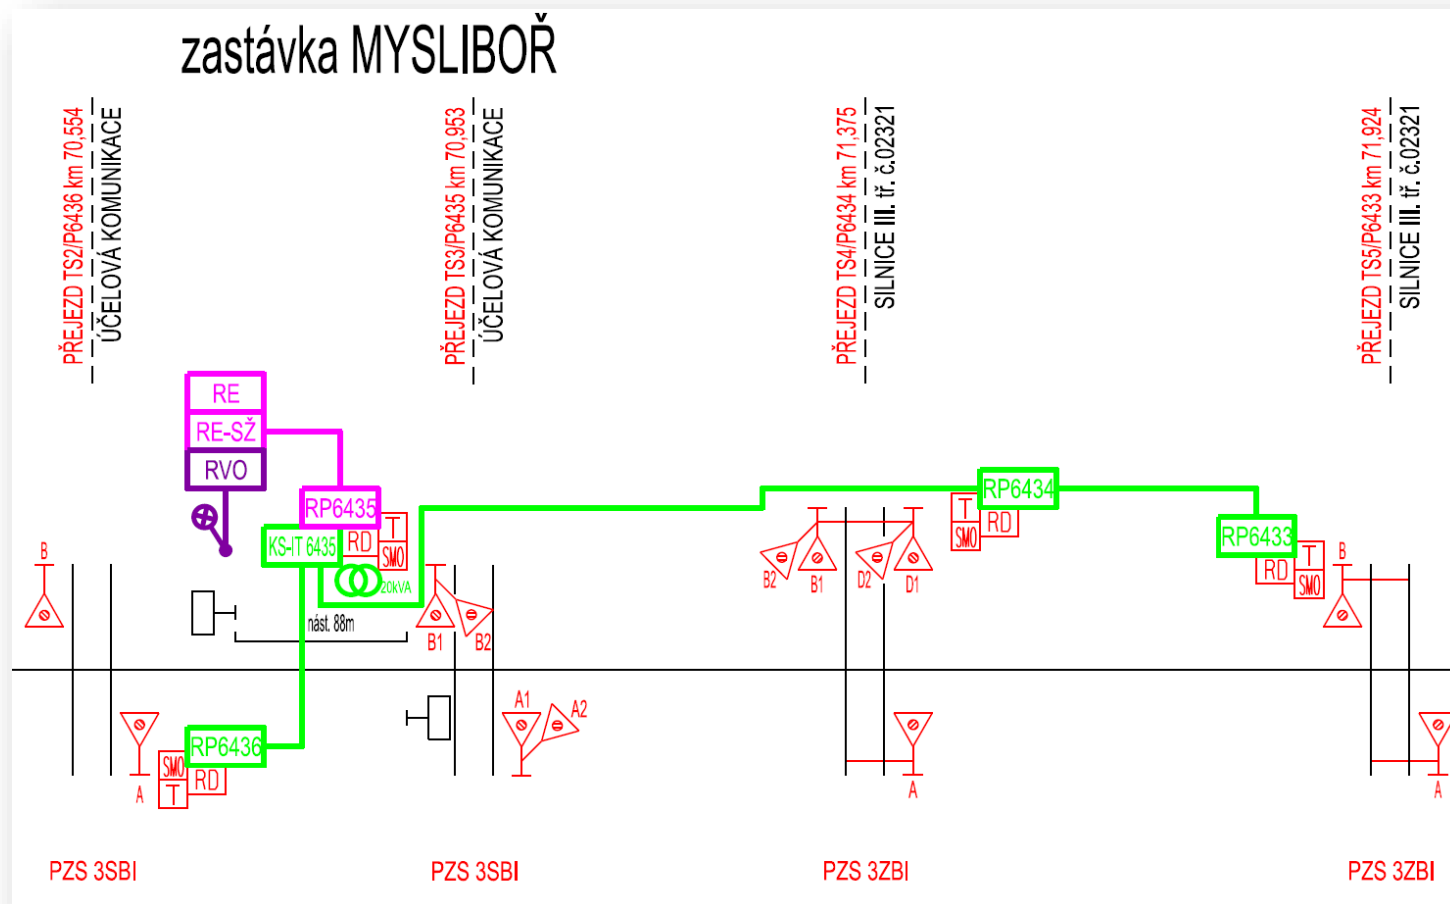 zastávka MYSLIBOŘ
PŘEJEZD TS2/P6436 km 70,554
ÚČELOVÁ KOMUNIKACE
PŘEJEZD TS3/P6435 km 70,953
ÚČELOVÁ KOMUNIKACE
PŘEJEZD TS4/P6434 km 71,375
SILNICE III. tř. č.02321
PŘEJEZD TS5/P6433 km 71,924
SILNICE III. tř. č.02321
RE
RE-SŽ
RVO
RP6435
KS-IT 6435
RD
T
SMO
20kVA
nást. 88m
B
B1
B2
B2
B1
D2
D1
RP6434
T
SMO
RD
RP6433
RD
T
SMO
B
A
RP6436
SMO
T
RD
A1
A2
A
A
PZS 3SBI
PZS 3SBI
PZS 3ZBI
PZS 3ZBI